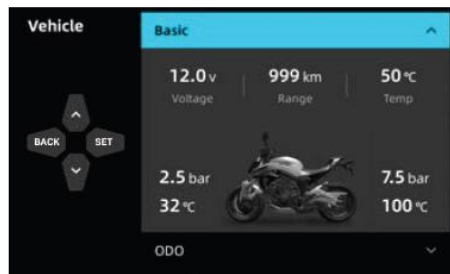 Vehicle
Basic
12.0 v
999 km
50 ℃
Voltage
Range
Temp
BACK
SET
2.5 bar
7.5 bar
32 ℃
100 ℃
ODO